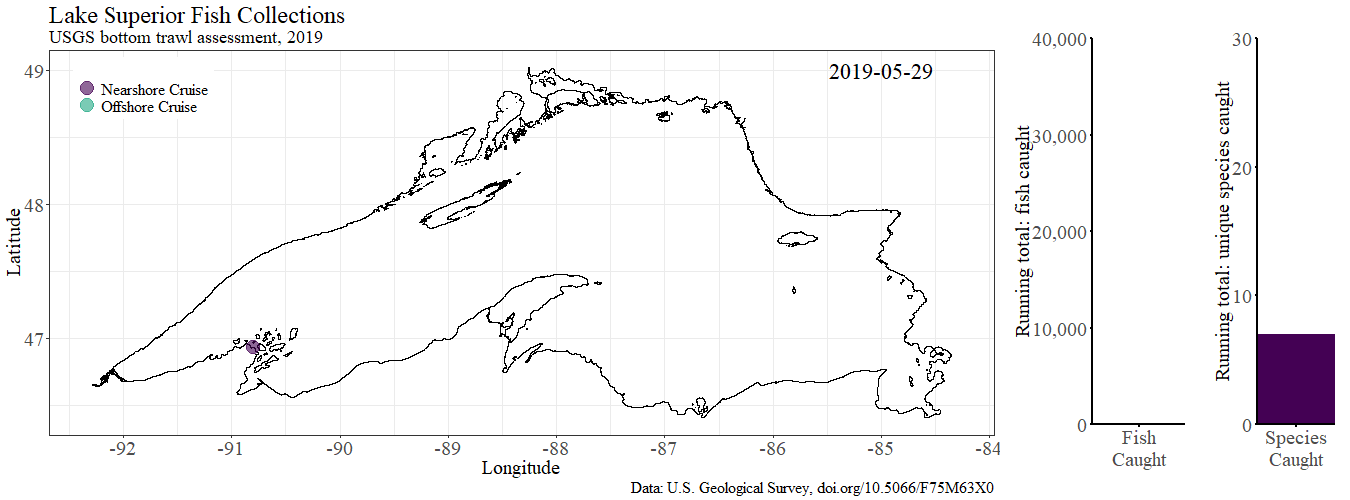 Lake Superior Fish Collections
USGS bottom trawl assessment, 2019
2019-05-29
Nearshore Cruise
Offshore Cruise
Latitude
49
48
47
-92
-91
-90
-89
-88
-87
-86
-85
-84
Longitude
Data: U.S. Geological Survey, doi.org/10.5066/F75M63X0
Running total: fish caught
40,000
30,000
20,000
10,000
0
Fish
Caught
Running total: unique species caught
30
20
10
0
Species
Caught